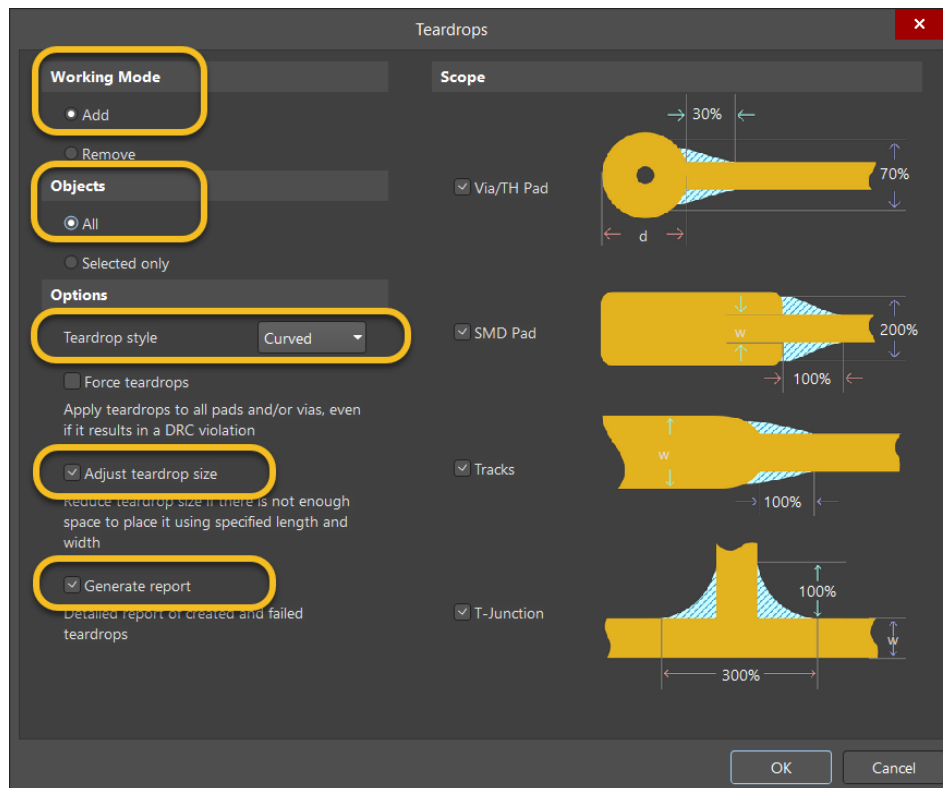 Teardrops
Working Mode
Add
Remove
Objects
All
Selected only
Options
Teardrop style
Curved
Force teardrops
Apply teardrops to all pads and/or vias, even
if it results in a DRC violation
Adjust teardrop size
Reduce teardrop size if there is not enough
space to place it using specified length and
width
Generate report
Detailed report of created and failed
teardrops
Scope
Via/TH Pad
30%
70%
d
SMD Pad
w
200%
100%
Tracks
w
100%
T-Junction
100%
w
300%
OK
Cancel